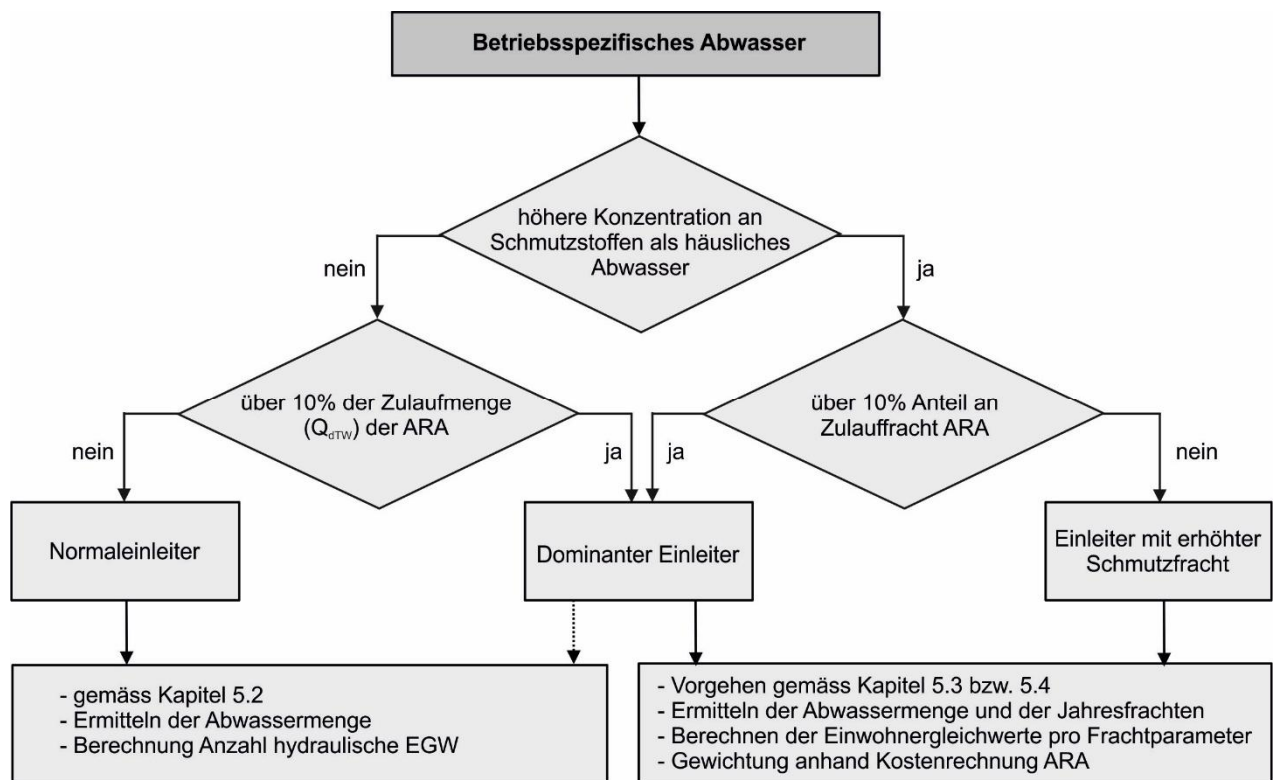 Betriebsspezifisches Abwasser
höhere Konzentration an
Schmutzstoffen als häusliches
Abwasser
nein
ja
über 10% der Zulaufmenge
(QdTW) der ARA
über 10% Anteil an
Zulauffracht ARA
nein
ja
ja
nein
Normaleinleiter
Dominanter Einleiter
Einleiter mit erhöhter
Schmutzfracht
- gemäss Kapitel 5.2
- Ermitteln der Abwassermenge
- Berechnung Anzahl hydraulische EGW
- Vorgehen gemäss Kapitel 5.3 bzw. 5.4
- Ermitteln der Abwassermenge und der Jahresfrachten
- Berechnen der Einwohnergleichwerte pro Frachtparameter
- Gewichtung anhand Kostenrechnung ARA